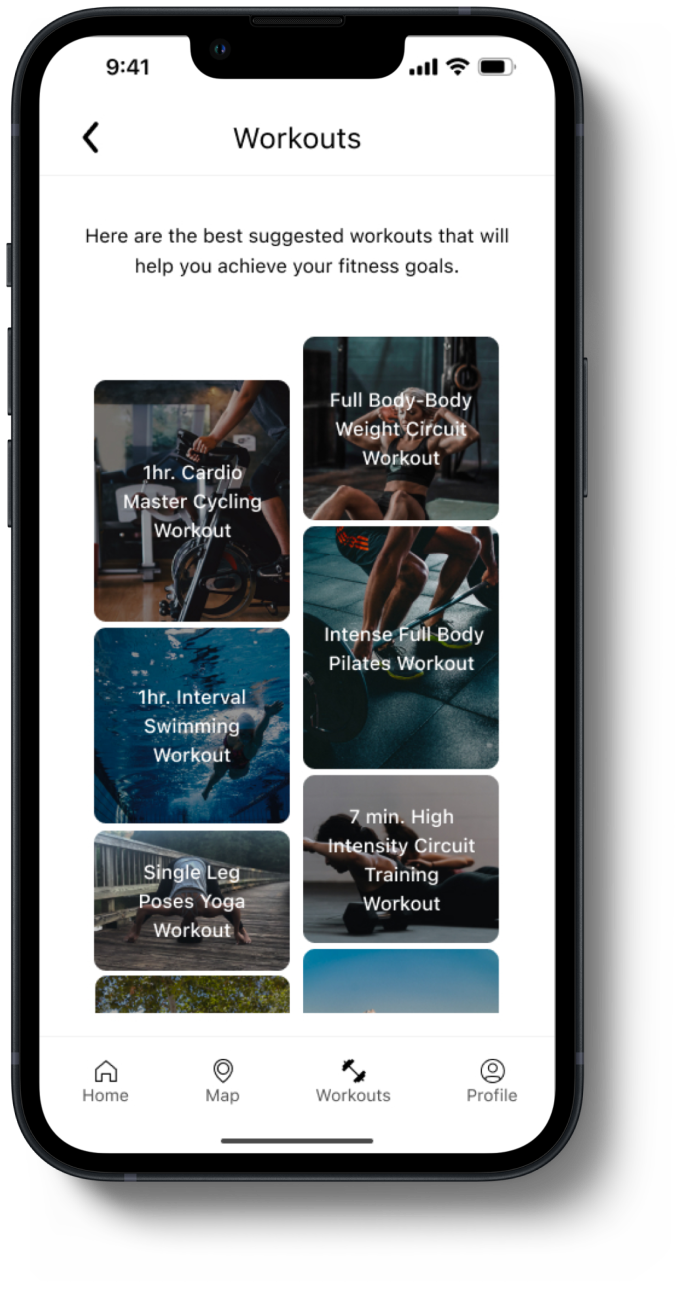 9:41
Workouts
Here are the best suggested workouts that will
help you achieve your fitness goals.
1hr. Cardio
Master Cycling
Workout
1hr. Interval
Swimming
Workout
Single Leg
Poses Yoga
Workout
Full Body-Body
Weight Circuit
Workout
Intense Full Body
Pilates Workout
7 min. High
Intensity Circuit
Training
Workout
Home
Map
Workouts
Profile